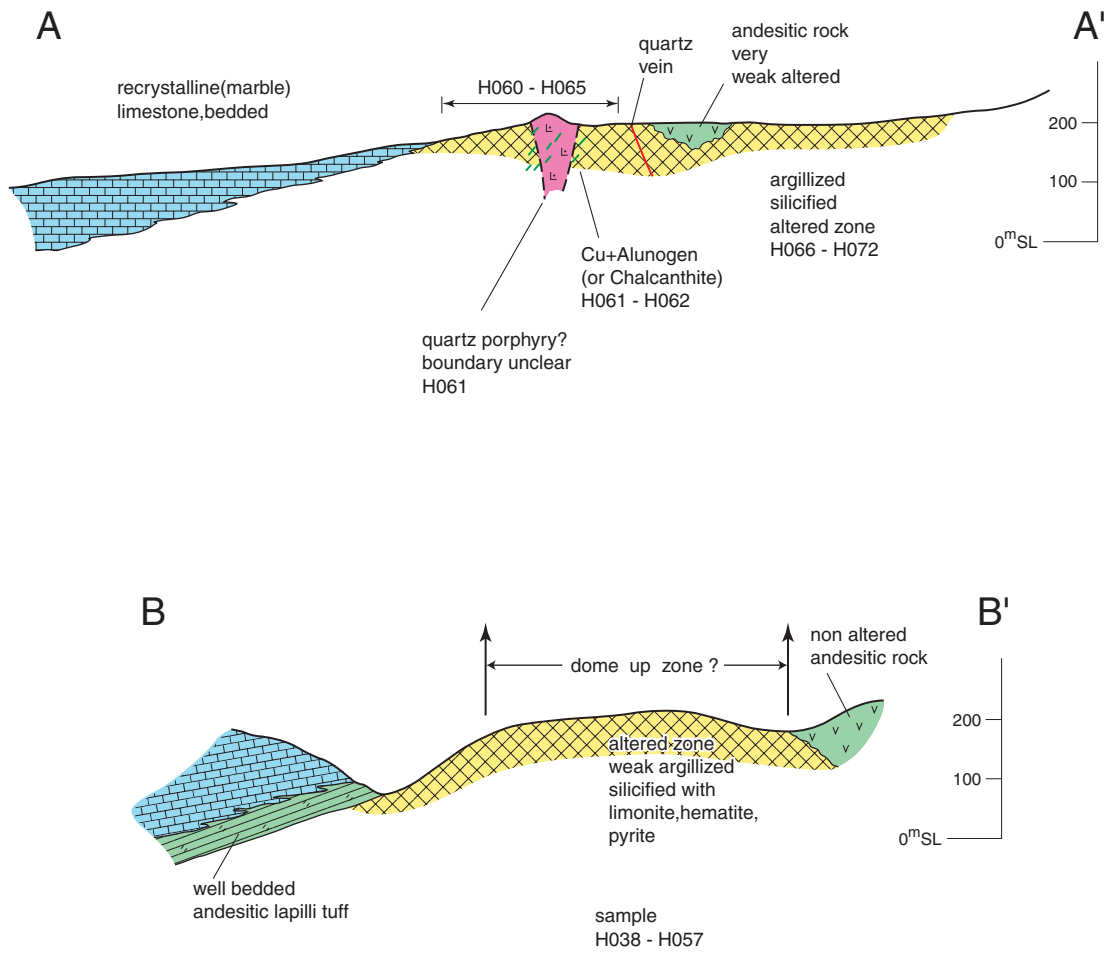 A
A'
recrystalline(marble)
limestone,bedded
H060 - H065
quartz
vein
andesitic rock
very
weak altered
200
100
0mSL
argillized
silicified
altered zone
H066 - H072
Cu+Alunogen
(or Chalcanthite)
H061 - H062
quartz porphyry?
boundary unclear
H061
B
B'
dome up zone ?
non altered
andesitic rock
200
100
0mSL
altered zone
weak argillized
silicified with
limonite,hematite,
pyrite
well bedded
andesitic lapilli tuff
sample
H038 - H057